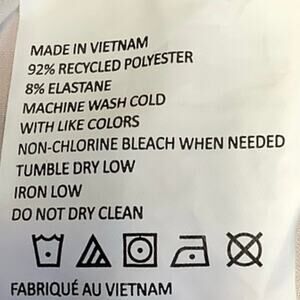 MADE IN VIETNAM
92% RECYCLED POLYESTER
8% ELASTANE
MACHINE WASH COLD
WITH LIKE COLORS
NON-CHLORINE BLEACH WHEN NEEDED
TUMBLE DRY LOW
IRON LOW
DO NOT DRY CLEAN
FABRIQUÉ AU VIETNAM